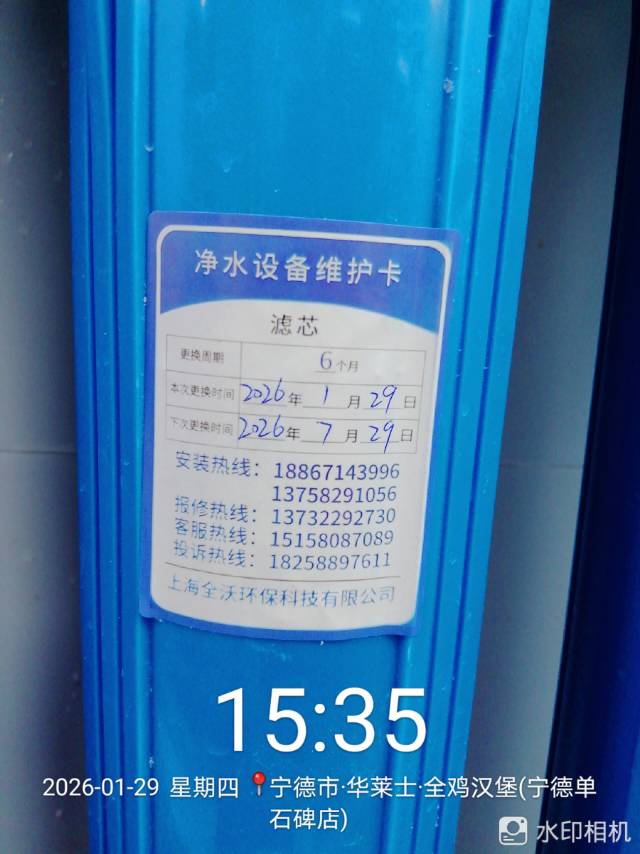 净水设备维护卡
滤芯
更换周期 6个月
本次更换时间 2026年 1 月 29 日
下次更换时间 2026年 7 月 29 日
安装热线：18867143996
13758291056
报修热线：13732292730
客服热线：15158087089
投诉热线：18258897611
上海全沃环保科技有限公司
15:35
2026-01-29 星期四 📍宁德市·华莱士·全鸡汉堡(宁德单
石碑店)
水印相机